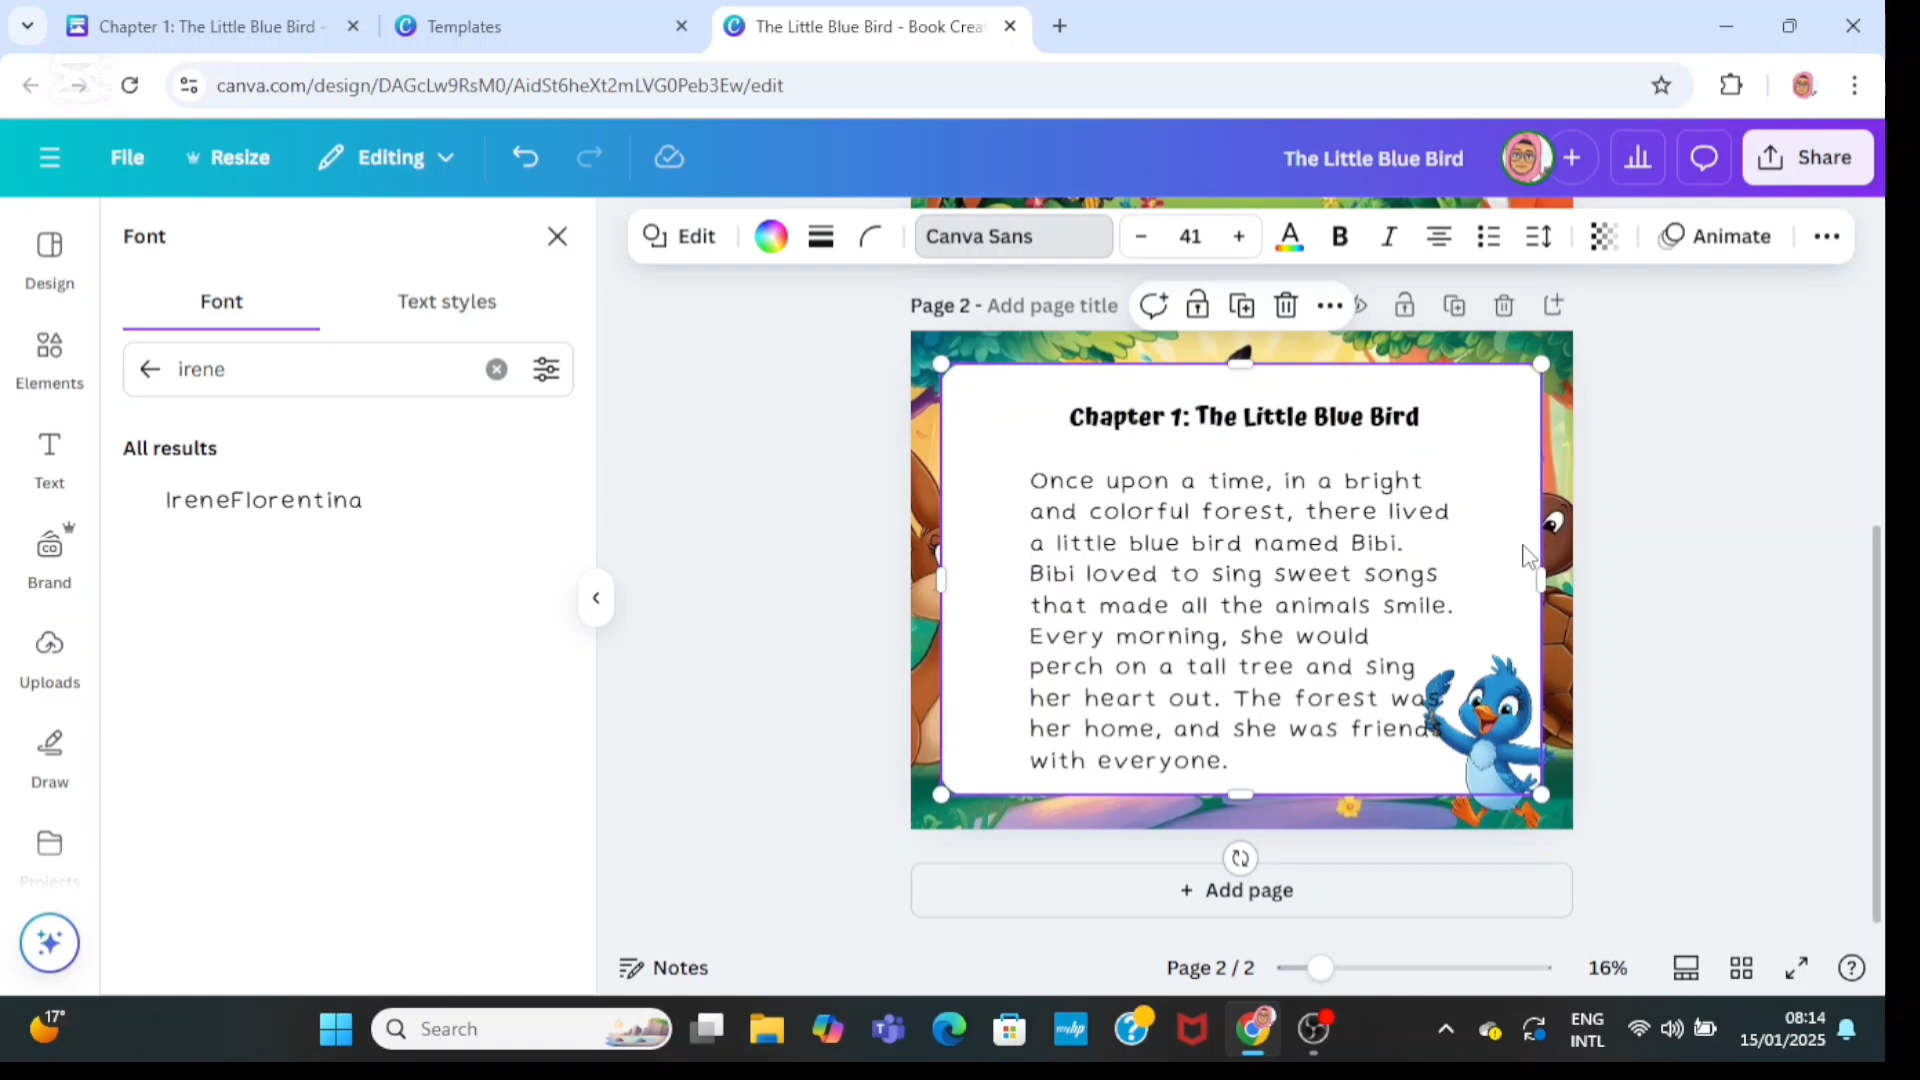 Chapter 1: The Little Blue Bird -
Templates
The Little Blue Bird - Book Crea
canva.com/design/DAGcLw9RsM0/AidSt6heXt2mLVG0Peb3Ew/edit
File
Resize
Editing
The Little Blue Bird
Share
Design
Elements
Text
Brand
Uploads
Draw
Projects
Font
Font
Text styles
irene
All results
IreneFlorentina
Edit
Canva Sans
- 41 +
A
B
I
Animate
Page 2 - Add page title
Chapter 1: The Little Blue Bird
Once upon a time, in a bright
and colorful forest, there lived
a little blue bird named Bibi.
Bibi loved to sing sweet songs
that made all the animals smile.
Every morning, she would
perch on a tall tree and sing
her heart out. The forest was
her home, and she was friends
with everyone.
+ Add page
Notes
Page 2 / 2
16%
17°
Search
myhp
ENG
INTL
08:14
15/01/2025